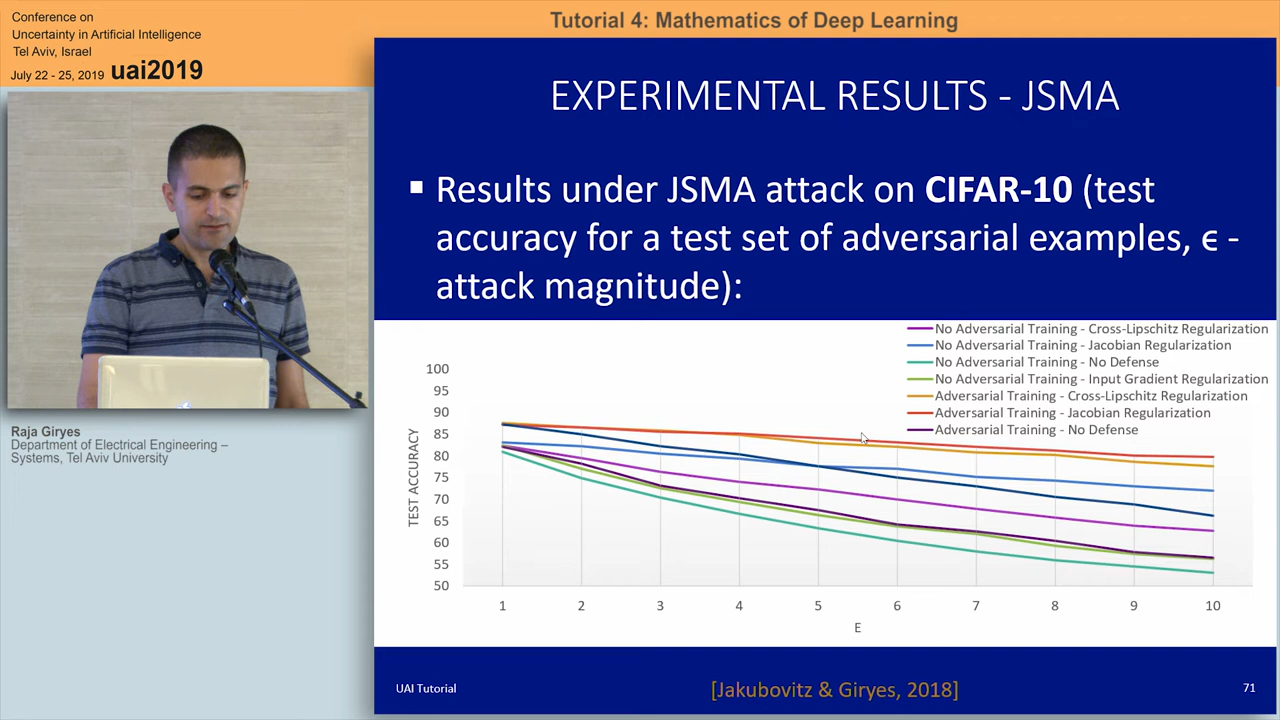 Conference on
Uncertainty in Artificial Intelligence
Tel Aviv, Israel
July 22 - 25, 2019 uai2019
Tutorial 4: Mathematics of Deep Learning
EXPERIMENTAL RESULTS - JSMA
▪ Results under JSMA attack on CIFAR-10 (test
accuracy for a test set of adversarial examples, ϵ -
attack magnitude):
No Adversarial Training - Cross-Lipschitz Regularization
No Adversarial Training - Jacobian Regularization
No Adversarial Training - No Defense
No Adversarial Training - Input Gradient Regularization
Adversarial Training - Cross-Lipschitz Regularization
Adversarial Training - Jacobian Regularization
Adversarial Training - No Defense
TEST ACCURACY
100
95
90
85
80
75
70
65
60
55
50
1 2 3 4 5 6 7 8 9 10
E
Raja Giryes
Department of Electrical Engineering –
Systems, Tel Aviv University
UAI Tutorial
[Jakubovitz & Giryes, 2018]
71